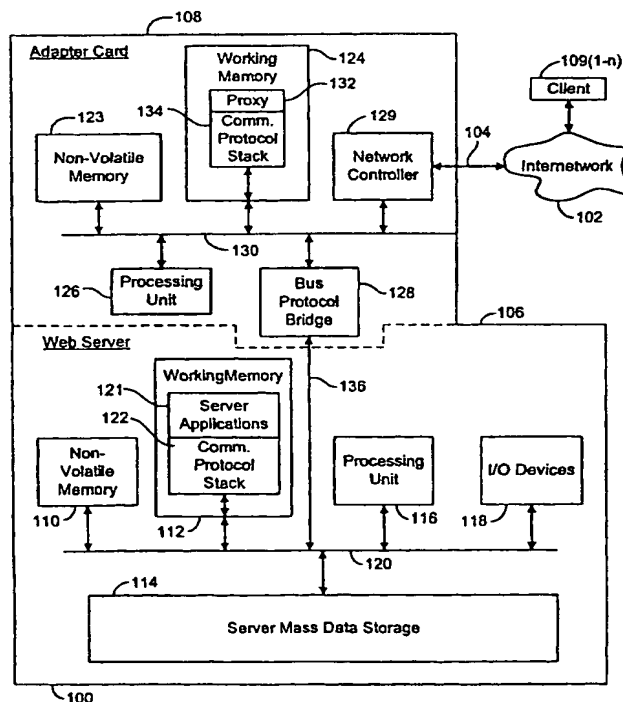 108
Adapter Card
124
Working
Memory
132
134
Proxy
Comm.
Protocol
Stack
123
Non-Volatile
Memory
129
Network
Controller
104
109(1-n)
Client
Internetwork
102
130
126
Processing
Unit
Bus
Protocol
Bridge
128
106
Web Server
136
WorkingMemory
121
Server
Applications
122
Comm.
Protocol
Stack
Non-
Volatile
Memory
110
112
Processing
Unit
116
I/O Devices
118
120
114
Server Mass Data Storage
100